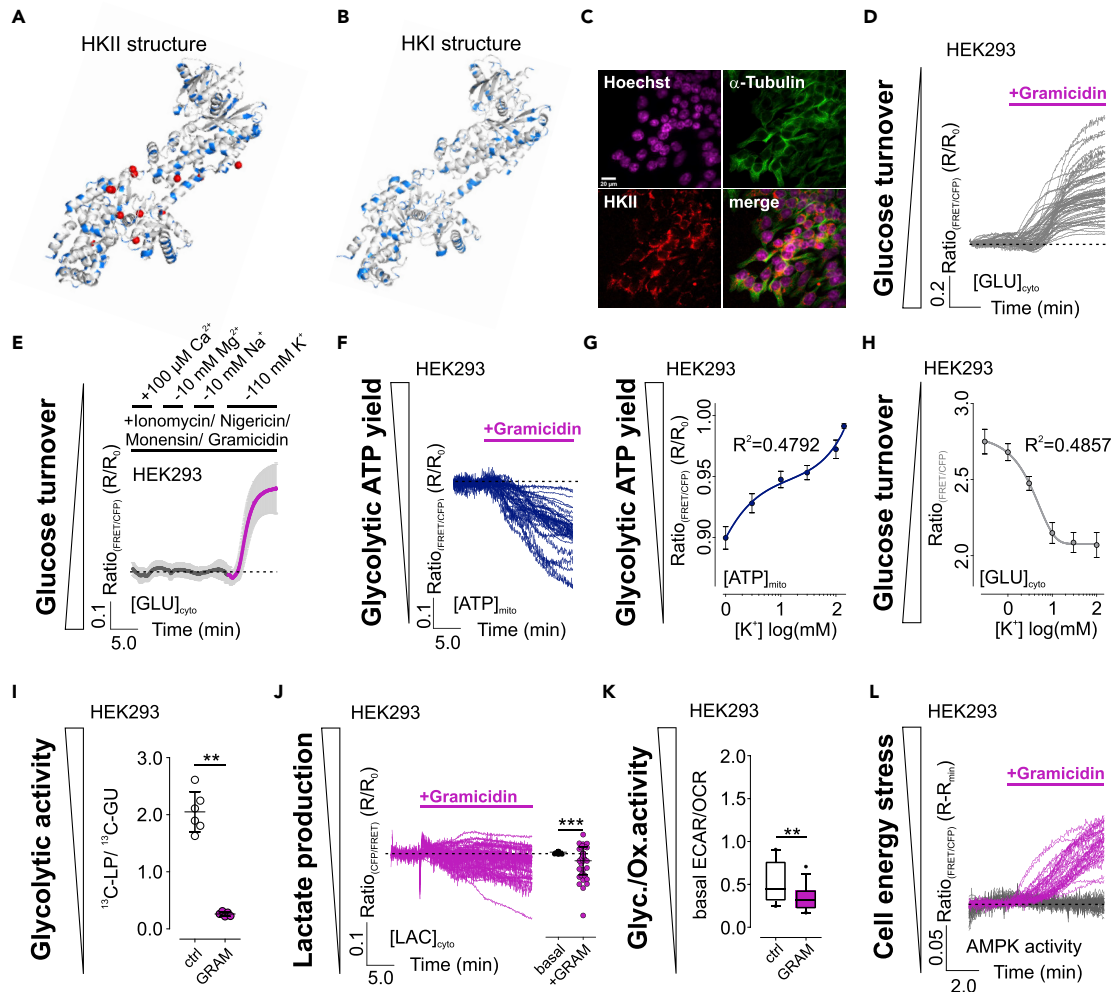 A
HKII structure
B
HKI structure
C
Hoechst
α-Tubulin
20 µm
HKII
merge
D
HEK293
+Gramicidin
Glucose turnover
Ratio(FRET/CFP) (R/R0)
0.2
[GLU]cyto
Time (min)
E
+100 µM Ca2+
-10 mM Mg2+
-10 mM Na+
-110 mM K+
+Ionomycin/ Nigericin/
Monensin/ Gramicidin
HEK293
Glucose turnover
Ratio(FRET/CFP) (R/R0)
0.1
[GLU]cyto
Time (min)
5.0
F
HEK293
+Gramicidin
Glycolytic ATP yield
Ratio(FRET/CFP) (R/R0)
0.1
[ATP]mito
Time (min)
5.0
G
HEK293
Glycolytic ATP yield
Ratio(FRET/CFP) (R/R0)
1.00
0.95
0.90
R2=0.4792
[ATP]mito
0
1
2
[K+] log(mM)
H
HEK293
Glucose turnover
Ratio(FRET/CFP)
3.0
2.5
2.0
R2=0.4857
[GLU]cyto
0
1
2
[K+] log(mM)
I
HEK293
Glycolytic activity
13C-LP/ 13C-GU
3.0
2.0
1.0
0.0
**
ctrl
GRAM
J
HEK293
Lactate production
+Gramicidin
Ratio(CFP/FRET) (R/R0)
0.1
[LAC]cyto
Time (min)
5.0
***
basal
+GRAM
K
HEK293
Glyc./Ox.activity
basal ECAR/OCR
2.0
1.5
1.0
0.5
0.0
**
ctrl
GRAM
L
HEK293
+Gramicidin
Cell energy stress
Ratio(FRET/CFP) (R-Rmin)
0.05
AMPK activity
Time (min)
2.0